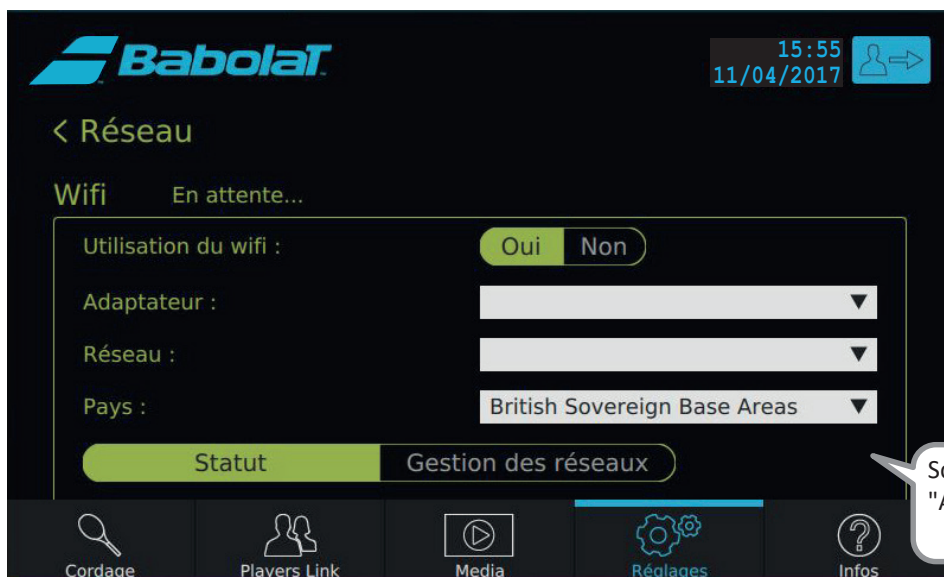 BabolaT
15:55
11/04/2017
< Réseau
Wifi En attente...
Utilisation du wifi : Oui Non
Adaptateur :
Réseau :
Pays : British Sovereign Base Areas
Statut Gestion des réseaux
Cordage Players Link Media Réglages Infos